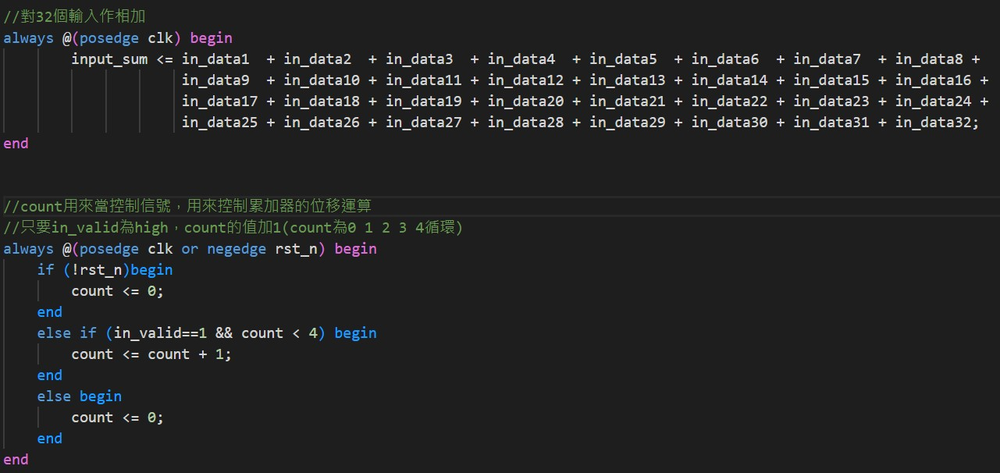 //對32個輸入作相加
always @(posedge clk) begin
input_sum <= in_data1 + in_data2 + in_data3 + in_data4 + in_data5 + in_data6 + in_data7 + in_data8 +
in_data9 + in_data10 + in_data11 + in_data12 + in_data13 + in_data14 + in_data15 + in_data16 +
in_data17 + in_data18 + in_data19 + in_data20 + in_data21 + in_data22 + in_data23 + in_data24 +
in_data25 + in_data26 + in_data27 + in_data28 + in_data29 + in_data30 + in_data31 + in_data32;
end
//count用來當控制信號，用來控制累加器的位移運算
//只要in_valid為high，count的值加1(count為0 1 2 3 4循環)
always @(posedge clk or negedge rst_n) begin
if (!rst_n)begin
count <= 0;
end
else if (in_valid==1 && count < 4) begin
count <= count + 1;
end
else begin
count <= 0;
end
end